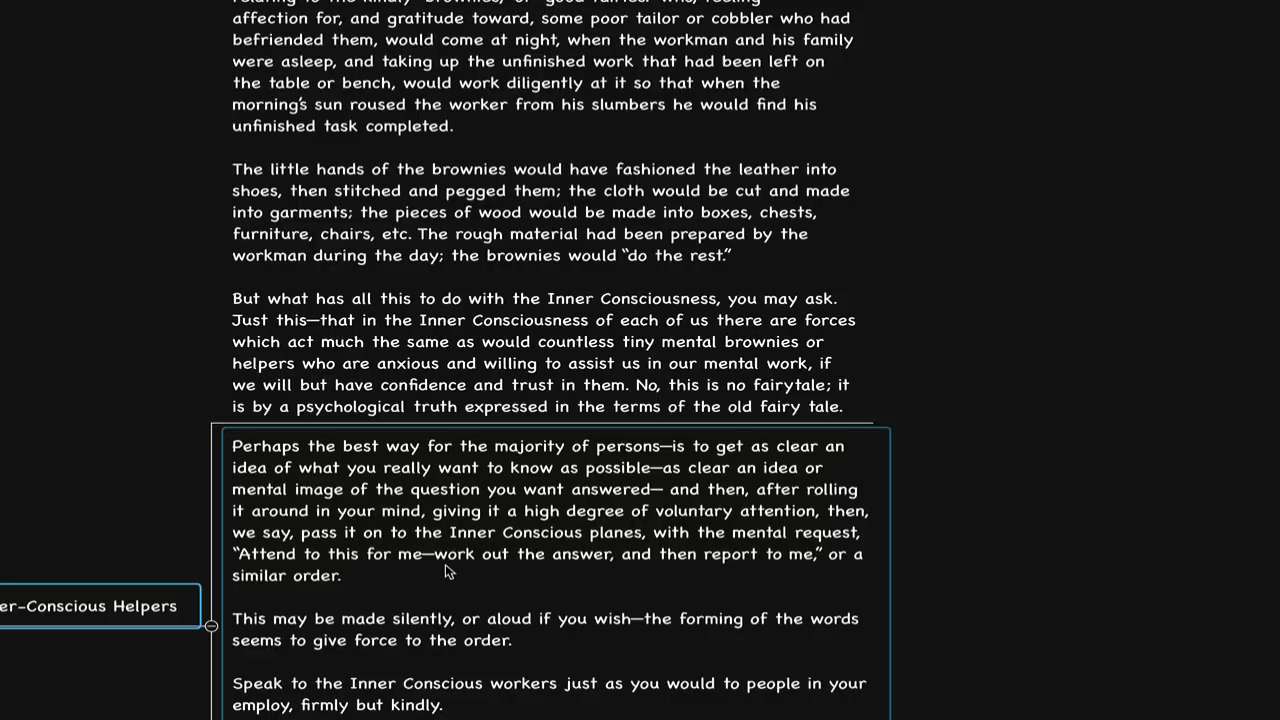 affection for, and gratitude toward, some poor tailor or cobbler who had
befriended them, would come at night, when the workman and his family
were asleep, and taking up the unfinished work that had been left on
the table or bench, would work diligently at it so that when the
morning's sun roused the worker from his slumbers he would find his
unfinished task completed.
The little hands of the brownies would have fashioned the leather into
shoes, then stitched and pegged them; the cloth would be cut and made
into garments; the pieces of wood would be made into boxes, chests,
furniture, chairs, etc. The rough material had been prepared by the
workman during the day; the brownies would “do the rest.”
But what has all this to do with the Inner Consciousness, you may ask.
Just this—that in the Inner Consciousness of each of us there are forces
which act much the same as would countless tiny mental brownies or
helpers who are anxious and willing to assist us in our mental work, if
we will but have confidence and trust in them. No, this is no fairytale; it
is by a psychological truth expressed in the terms of the old fairy tale.
Perhaps the best way for the majority of persons—is to get as clear an
idea of what you really want to know as possible—as clear an idea or
mental image of the question you want answered— and then, after rolling
it around in your mind, giving it a high degree of voluntary attention, then,
we say, pass it on to the Inner Conscious planes, with the mental request,
“Attend to this for me—work out the answer, and then report to me,” or a
similar order.
er-Conscious Helpers
This may be made silently, or aloud if you wish—the forming of the words
seems to give force to the order.
Speak to the Inner Conscious workers just as you would to people in your
employ, firmly but kindly.